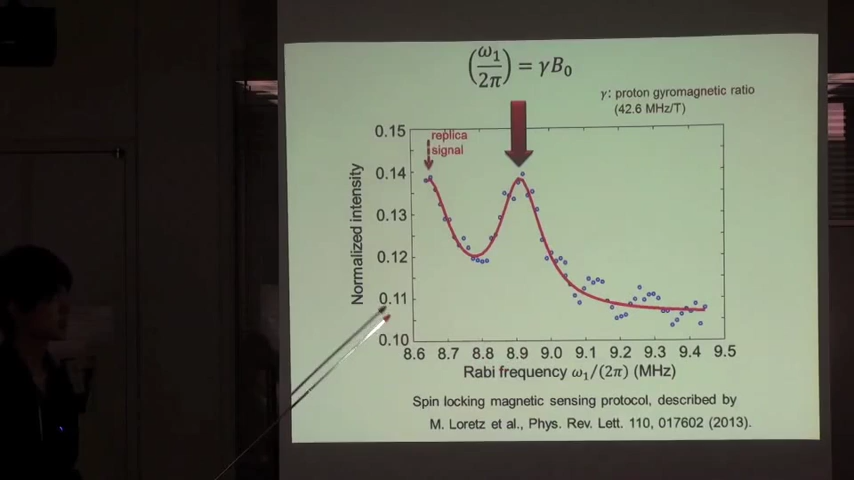 (ω₁/2π) = γB₀
γ: proton gyromagnetic ratio
(42.6 MHz/T)
replica
signal
Normalized intensity
0.15
0.14
0.13
0.12
0.11
0.10
8.6 8.7 8.8 8.9 9.0 9.1 9.2 9.3 9.4 9.5
Rabi frequency ω₁/(2π) (MHz)
Spin locking magnetic sensing protocol, described by
M. Loretz et al., Phys. Rev. Lett. 110, 017602 (2013).